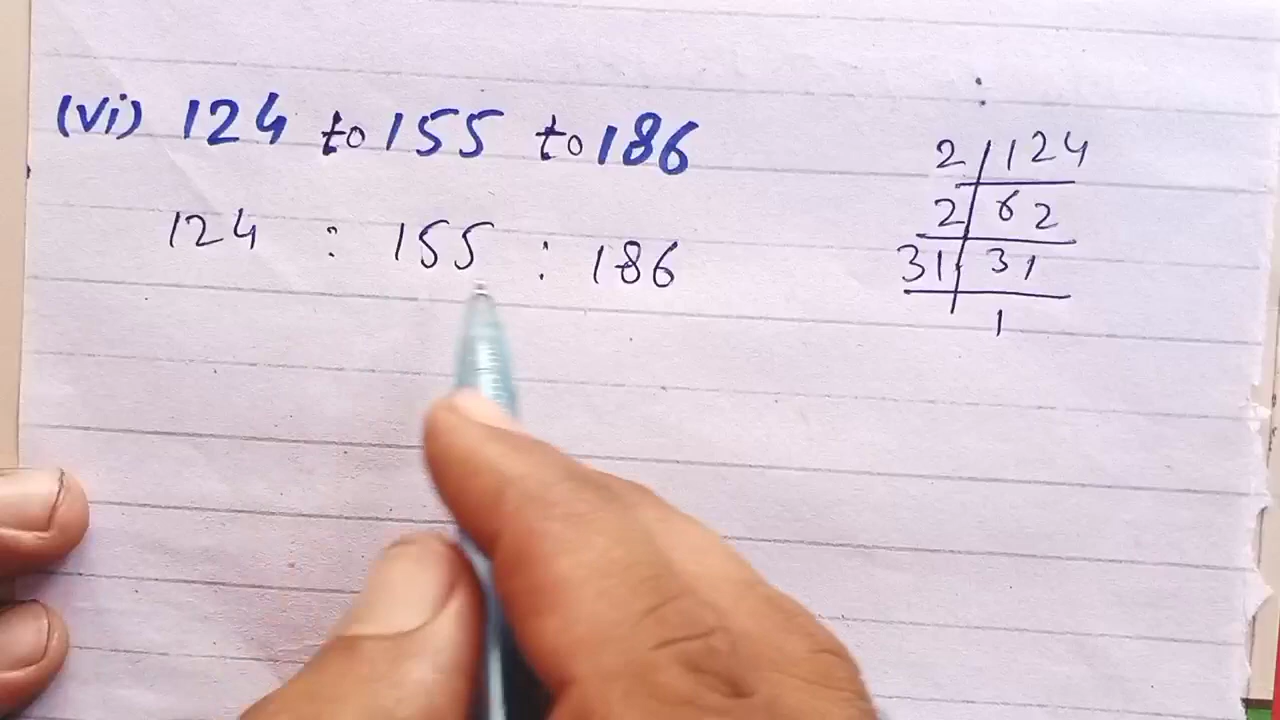 (vi) 124 to 155 to 186
124 : 155 : 186
2 124
2 62
31 31
1